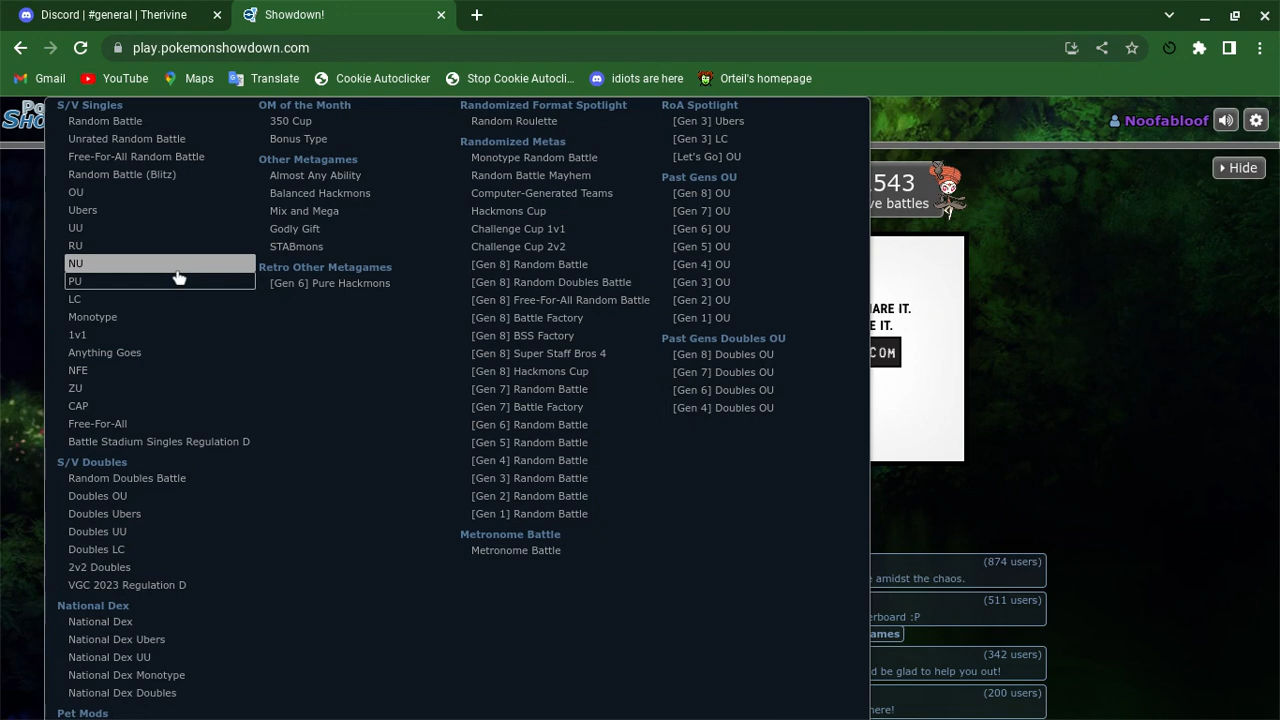 Discord | #general | Therivine
Showdown!
play.pokemonshowdown.com
Gmail
YouTube
Maps
Translate
Cookie Autoclicker
Stop Cookie Autocli...
idiots are here
Orteil's homepage
Noofabloof
Hide
543
ve battles
S/V Singles
Random Battle
Unrated Random Battle
Free-For-All Random Battle
Random Battle (Blitz)
OU
Ubers
UU
RU
NU
PU
LC
Monotype
1v1
Anything Goes
NFE
ZU
CAP
Free-For-All
Battle Stadium Singles Regulation D
S/V Doubles
Random Doubles Battle
Doubles OU
Doubles Ubers
Doubles UU
Doubles LC
2v2 Doubles
VGC 2023 Regulation D
National Dex
National Dex
National Dex Ubers
National Dex UU
National Dex Monotype
National Dex Doubles
Pet Mods
OM of the Month
350 Cup
Bonus Type
Other Metagames
Almost Any Ability
Balanced Hackmons
Mix and Mega
Godly Gift
STABmons
Retro Other Metagames
[Gen 6] Pure Hackmons
Randomized Format Spotlight
Random Roulette
Randomized Metas
Monotype Random Battle
Random Battle Mayhem
Computer-Generated Teams
Hackmons Cup
Challenge Cup 1v1
Challenge Cup 2v2
[Gen 8] Random Battle
[Gen 8] Random Doubles Battle
[Gen 8] Free-For-All Random Battle
[Gen 8] Battle Factory
[Gen 8] BSS Factory
[Gen 8] Super Staff Bros 4
[Gen 8] Hackmons Cup
[Gen 7] Random Battle
[Gen 7] Battle Factory
[Gen 6] Random Battle
[Gen 5] Random Battle
[Gen 4] Random Battle
[Gen 3] Random Battle
[Gen 2] Random Battle
[Gen 1] Random Battle
Metronome Battle
Metronome Battle
RoA Spotlight
[Gen 3] Ubers
[Gen 3] LC
[Let's Go] OU
Past Gens OU
[Gen 8] OU
[Gen 7] OU
[Gen 6] OU
[Gen 5] OU
[Gen 4] OU
[Gen 3] OU
[Gen 2] OU
[Gen 1] OU
Past Gens Doubles OU
[Gen 8] Doubles OU
[Gen 7] Doubles OU
[Gen 6] Doubles OU
[Gen 4] Doubles OU
ARE IT.
E IT.
COM
(874 users)
e amidst the chaos.
(511 users)
erboard :P
ames
(342 users)
d be glad to help you out!
(200 users)
here!